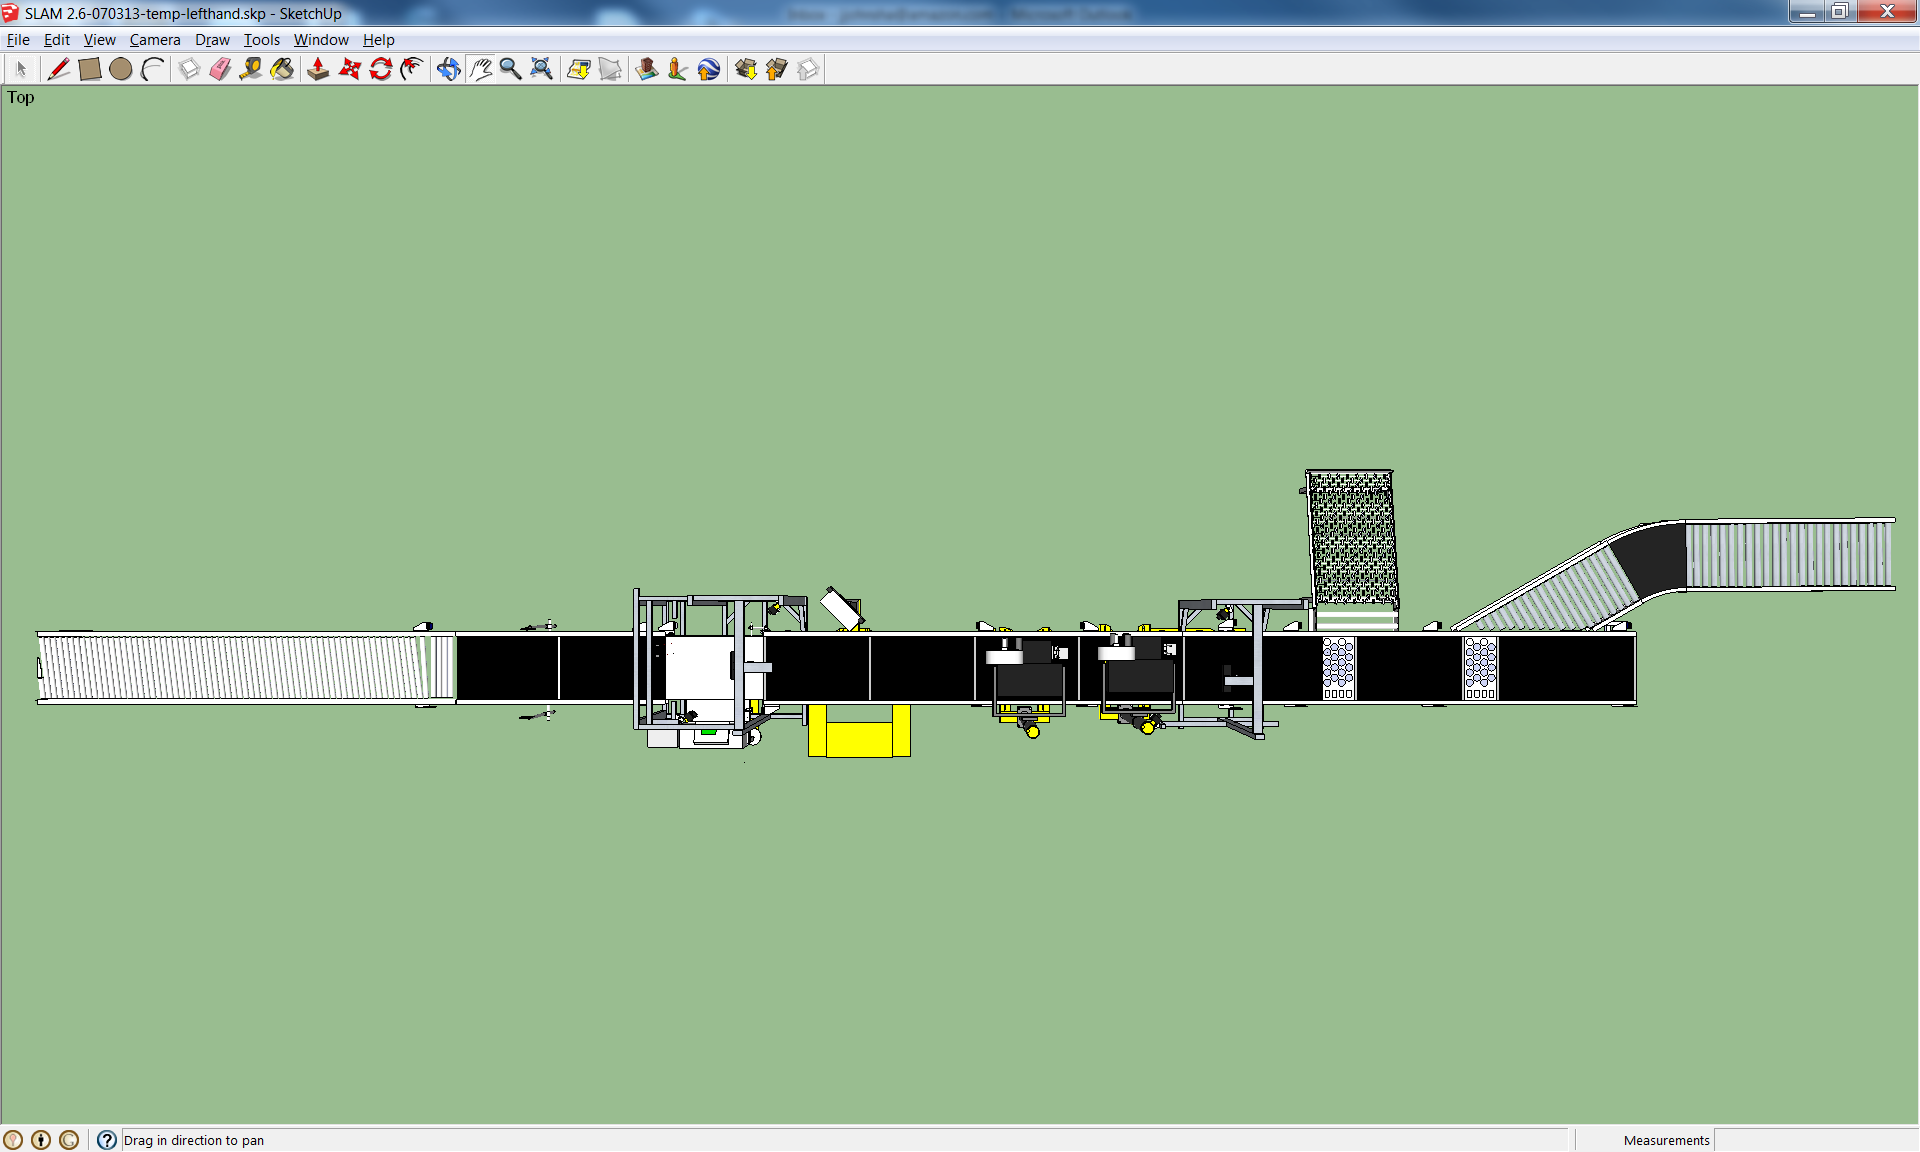 SLAM 2.6-070313-temp-lefthand.skp - SketchUp
File Edit View Camera Draw Tools Window Help
Top
Drag in direction to pan
Measurements